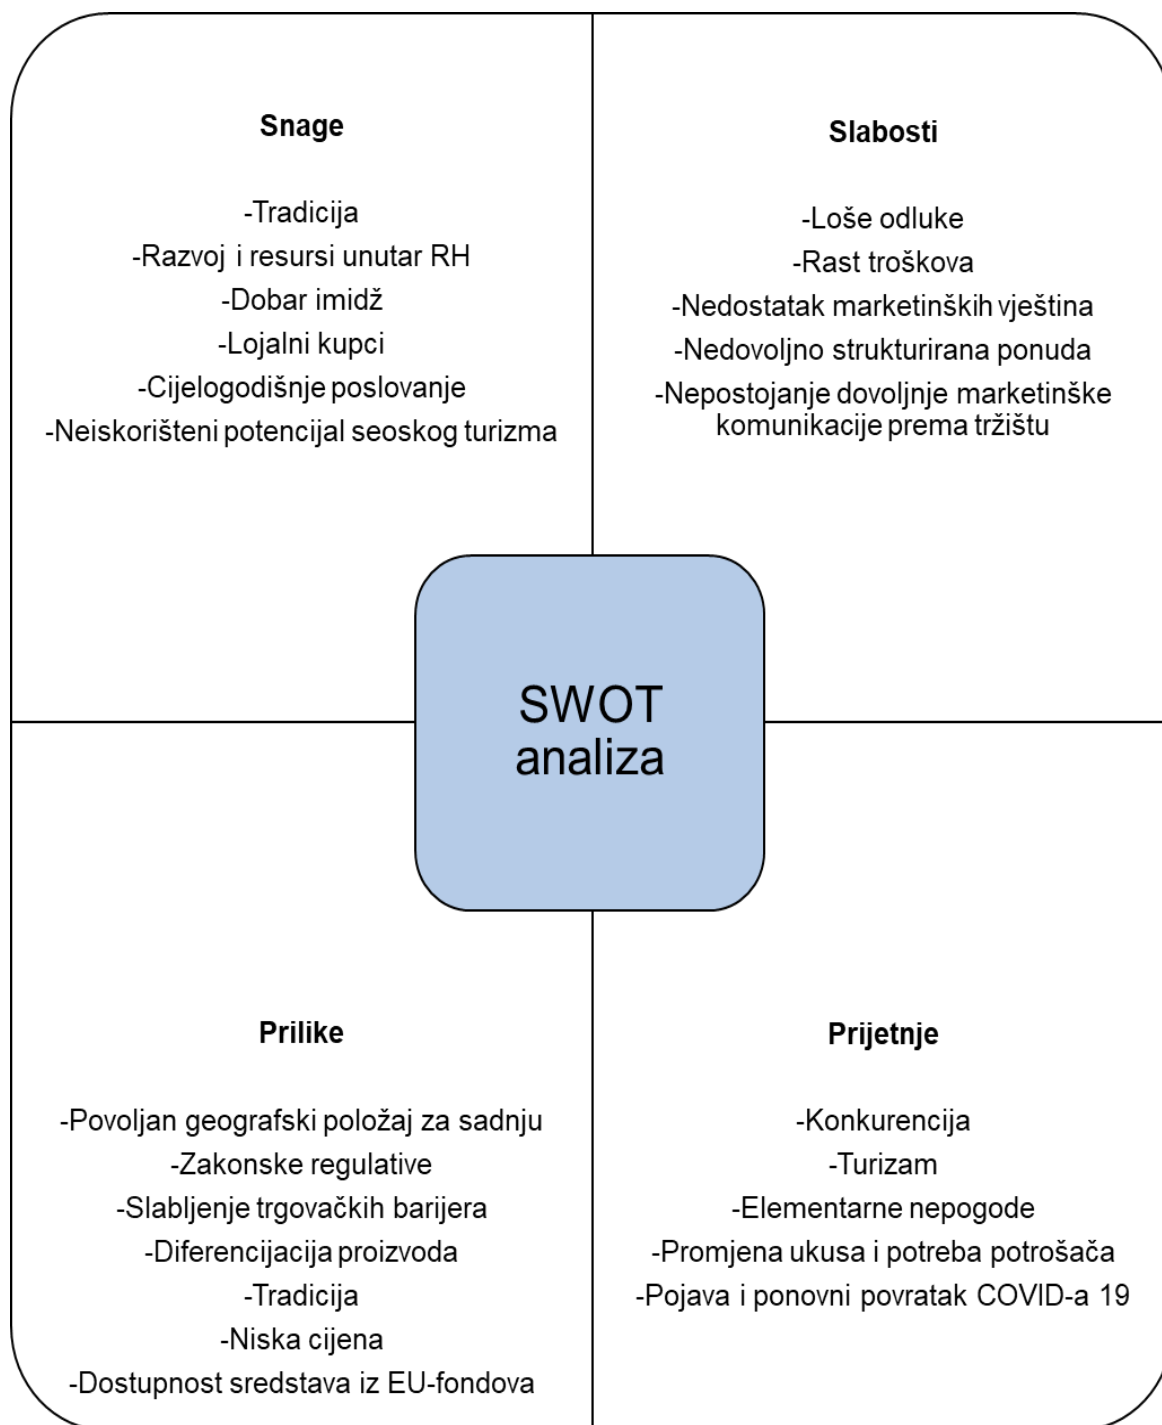 Snage
-Tradicija
-Razvoj i resursi unutar RH
-Dobar imidž
-Lojalni kupci
-Cijelogodišnje poslovanje
-Neiskorišteni potencijal seoskog turizma
Slabosti
-Loše odluke
-Rast troškova
-Nedostatak marketinških vještina
-Nedovoljno strukturirana ponuda
-Nepostojanje dovoljnje marketinške
komunikacije prema tržištu
SWOT
analiza
Prilike
-Povoljan geografski položaj za sadnju
-Zakonske regulative
-Slabljenje trgovačkih barijera
-Diferencijacija proizvoda
-Tradicija
-Niska cijena
-Dostupnost sredstava iz EU-fondova
Prijetnje
-Konkurencija
-Turizam
-Elementarne nepogode
-Promjena ukusa i potreba potrošača
-Pojava i ponovni povratak COVID-a 19